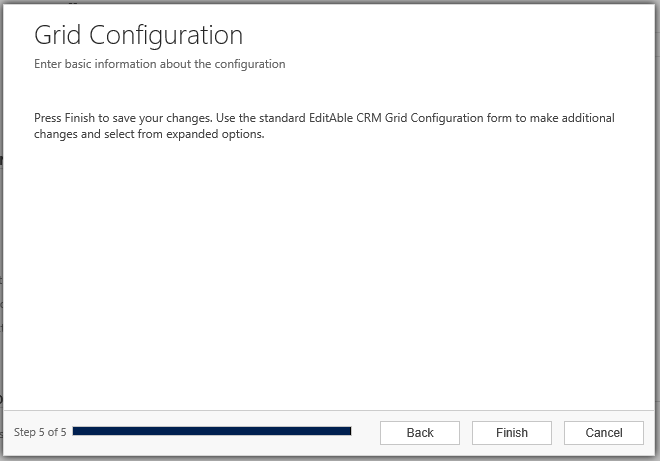 Grid Configuration
Enter basic information about the configuration
Press Finish to save your changes. Use the standard EditAble CRM Grid Configuration form to make additional
changes and select from expanded options.
Step 5 of 5
Back
Finish
Cancel